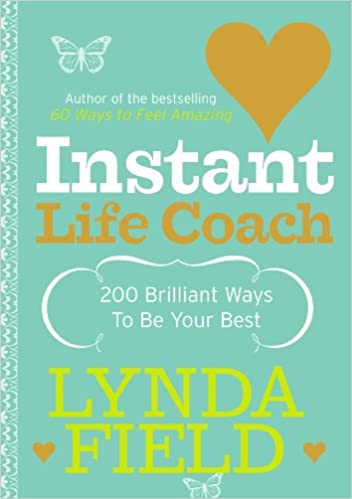 Author of the bestselling
60 Ways to Feel Amazing
Instant
Life Coach
200 Brilliant Ways
To Be Your Best
LYNDA
FIELD